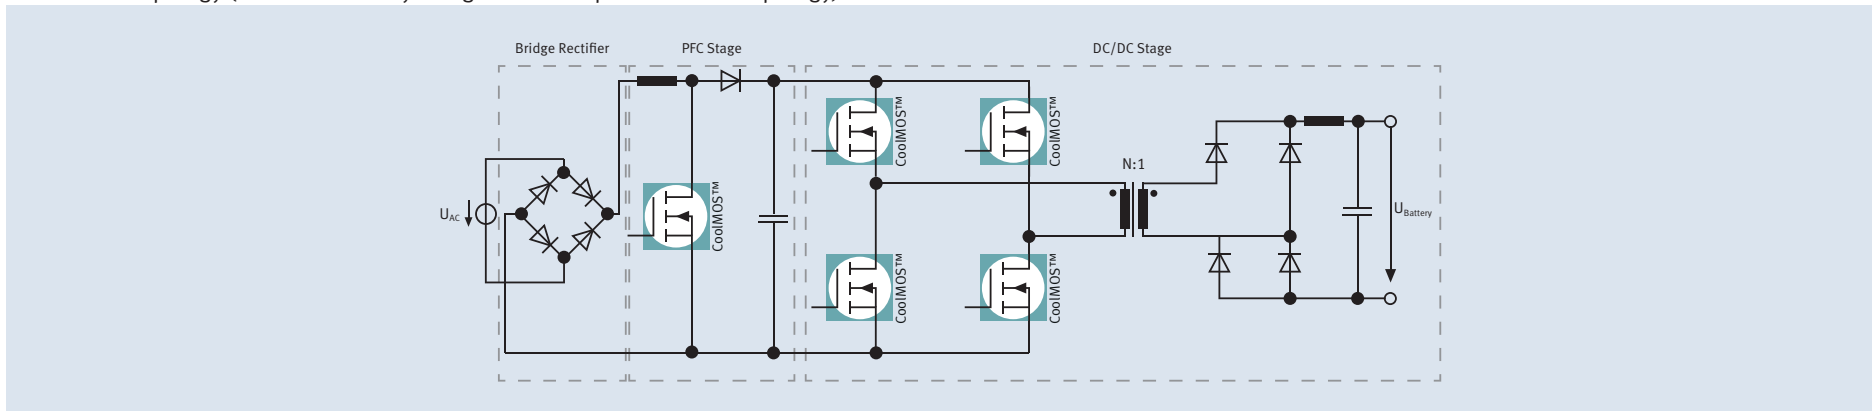 Bridge Rectifier
PFC Stage
DC/DC Stage
CoolMOS™
CoolMOS™
N:1
U_AC
CoolMOS™
U_Battery
CoolMOS™
CoolMOS™